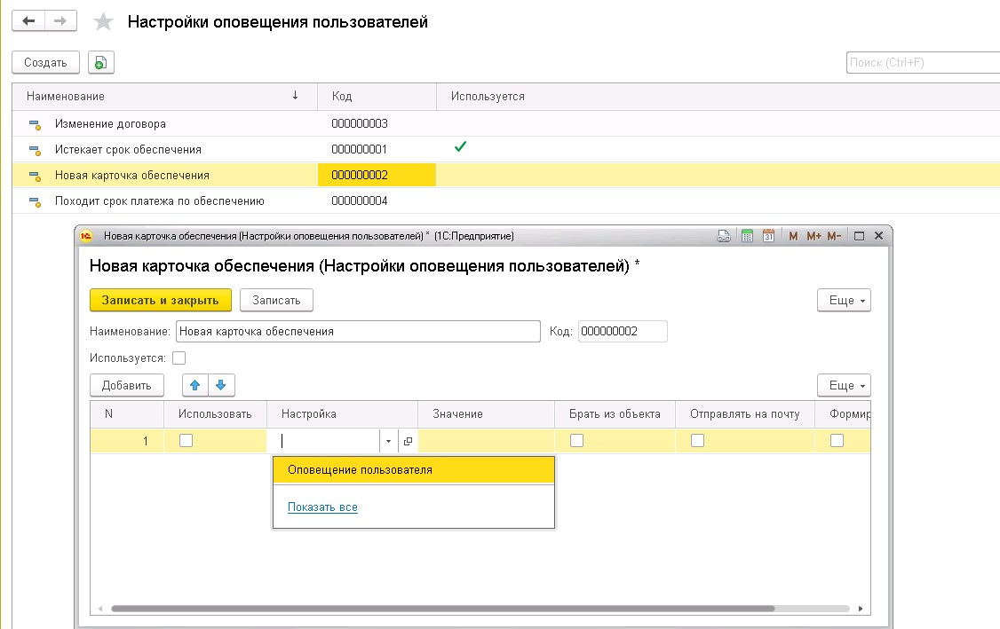 Настройки оповещения пользователей
Создать
Поиск (Ctrl+F)
Наименование ↓ Код Используется
Изменение договора 000000003
Истекает срок обеспечения 000000001
Новая карточка обеспечения 000000002
Походит срок платежа по обеспечению 000000004
1С Новая карточка обеспечения (Настройки оповещения пользователей) * (1С:Предприятие) 31 M M+ M-
Новая карточка обеспечения (Настройки оповещения пользователей) *
Записать и закрыть Записать Еще
Наименование: Новая карточка обеспечения Код: 000000002
Используется:
Добавить Еще
N Использовать Настройка Значение Брать из объекта Отправлять на почту Формир
1
Оповещение пользователя
Показать все